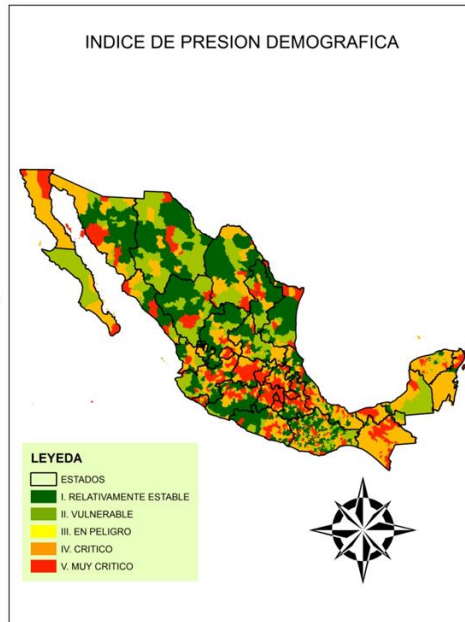 INDICE DE PRESION DEMOGRAFICA
LEYEDA
ESTADOS
I. RELATIVAMENTE ESTABLE
II. VULNERABLE
III. EN PELIGRO
IV. CRITICO
V. MUY CRITICO